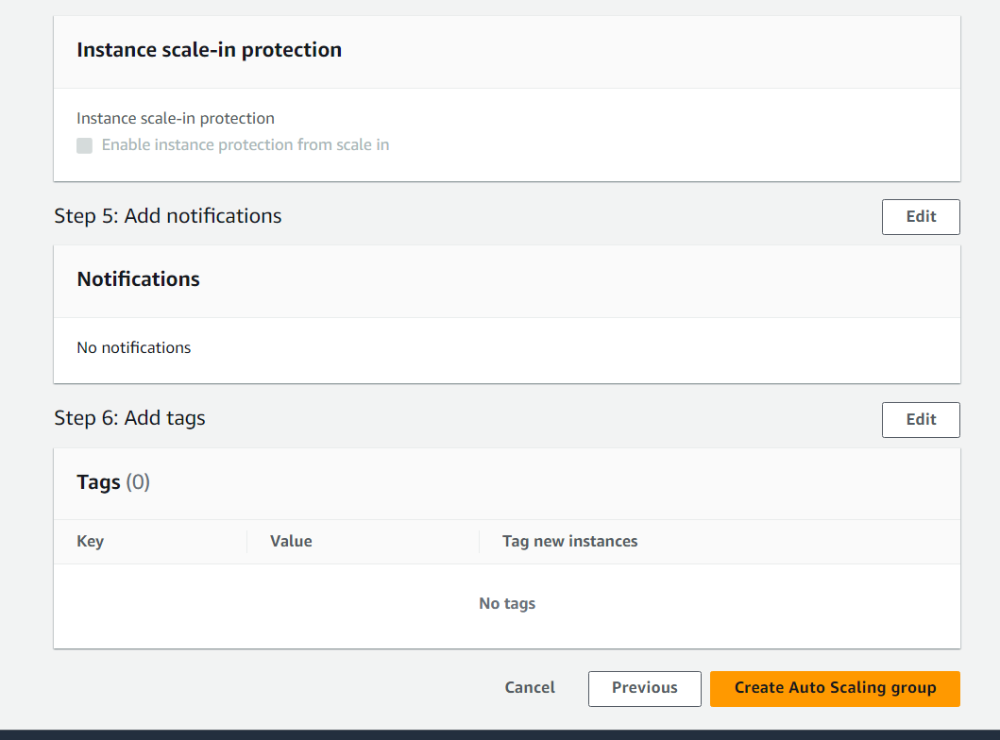 Instance scale-in protection
Instance scale-in protection
Enable instance protection from scale in
Step 5: Add notifications
Edit
Notifications
No notifications
Step 6: Add tags
Edit
Tags (0)
Key Value Tag new instances
No tags
Cancel Previous Create Auto Scaling group